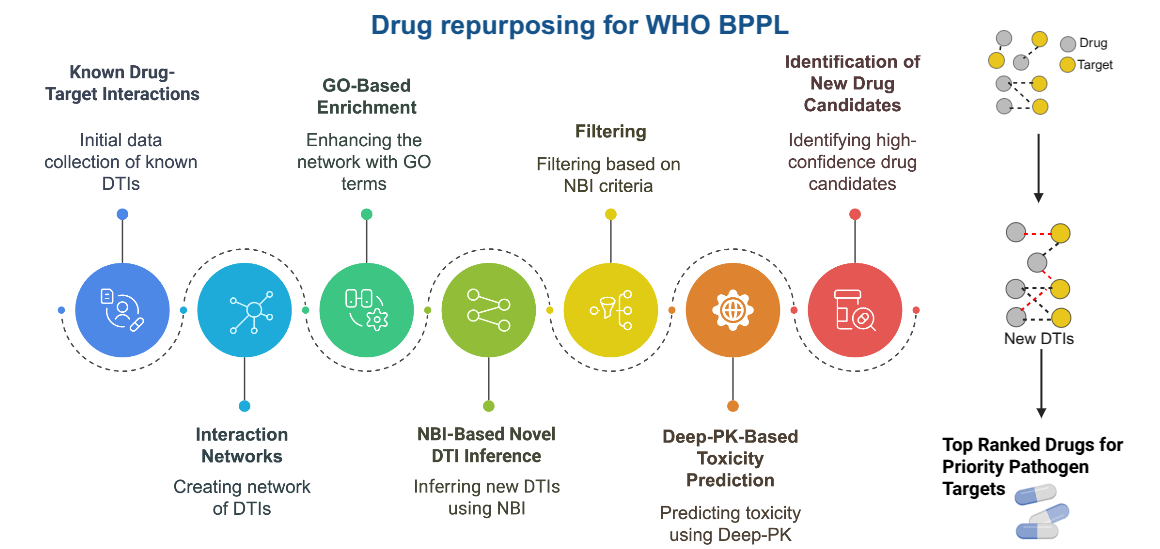 Drug repurposing for WHO BPPL
Known Drug-
Target Interactions
Initial data
collection of known
DTIs
Interaction
Networks
Creating network
of DTIs
GO-Based
Enrichment
Enhancing the
network with GO
terms
NBI-Based Novel
DTI Inference
Inferring new DTIs
using NBI
Filtering
Filtering based on
NBI criteria
Deep-PK-Based
Toxicity
Prediction
Predicting toxicity
using Deep-PK
Identification of
New Drug
Candidates
Identifying high-
confidence drug
candidates
Drug
Target
New DTIs
Top Ranked Drugs for
Priority Pathogen
Targets